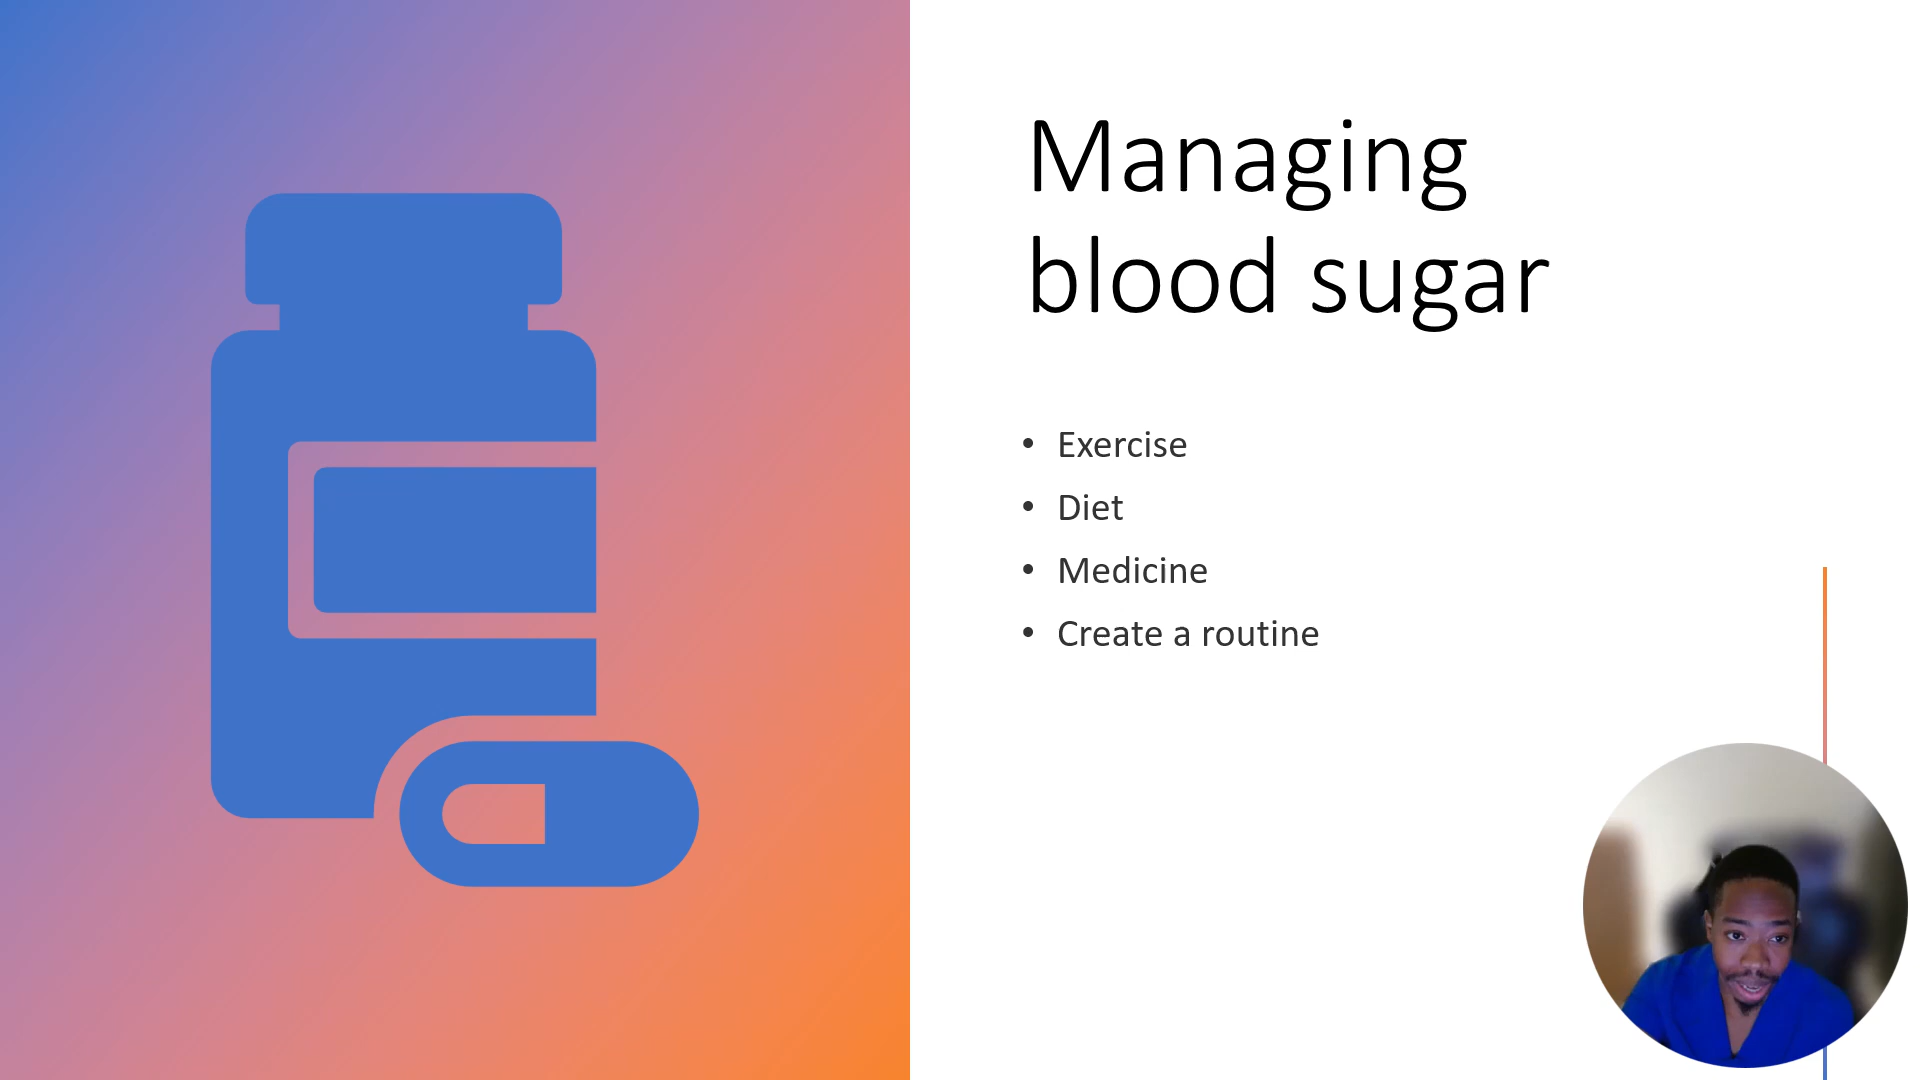 Managing
blood sugar
• Exercise
• Diet
• Medicine
• Create a routine